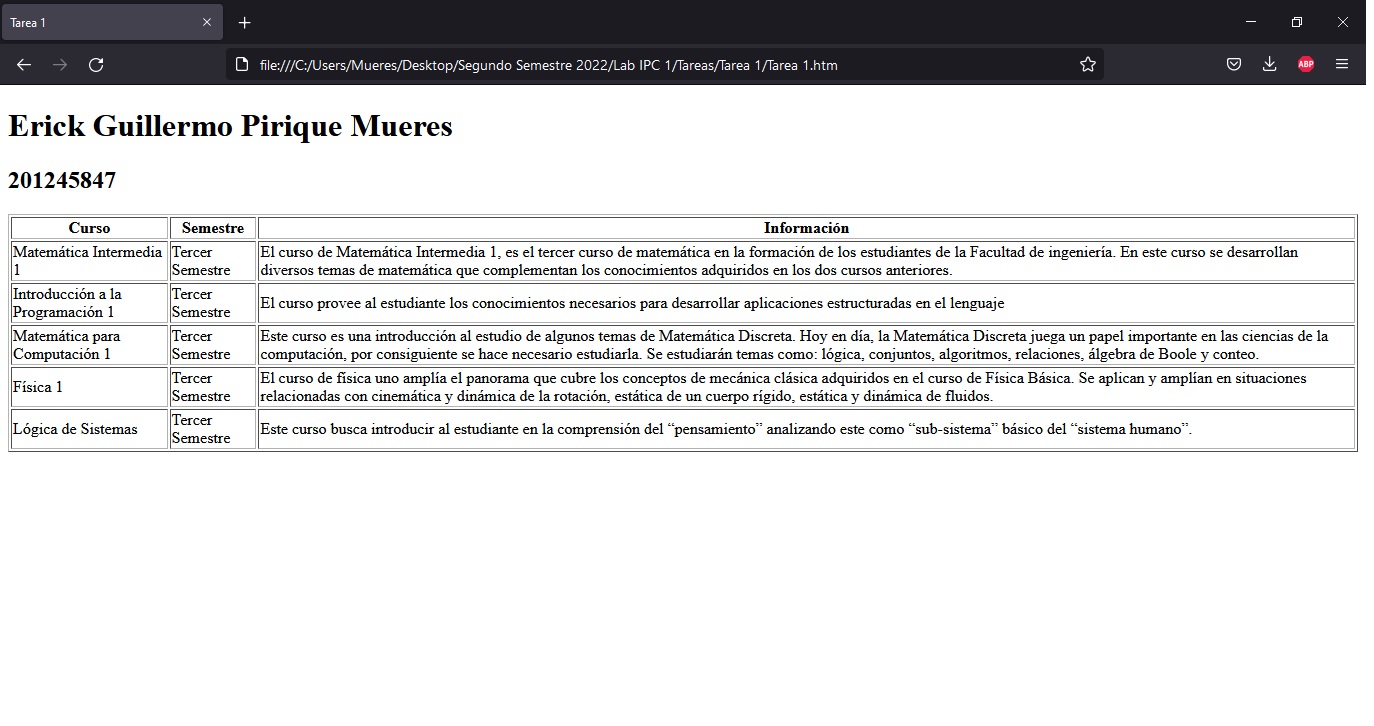 Tarea 1
file:///C:/Users/Mueres/Desktop/Segundo Semestre 2022/Lab IPC 1/Tareas/Tarea 1/Tarea 1.htm
ABP
Erick Guillermo Pirique Mueres
201245847
Curso Semestre Información
Matemática Intermedia
1
Tercer
Semestre
El curso de Matemática Intermedia 1, es el tercer curso de matemática en la formación de los estudiantes de la Facultad de ingeniería. En este curso se desarrollan
diversos temas de matemática que complementan los conocimientos adquiridos en los dos cursos anteriores.
Introducción a la
Programación 1
Tercer
Semestre
El curso provee al estudiante los conocimientos necesarios para desarrollar aplicaciones estructuradas en el lenguaje
Matemática para
Computación 1
Tercer
Semestre
Este curso es una introducción al estudio de algunos temas de Matemática Discreta. Hoy en día, la Matemática Discreta juega un papel importante en las ciencias de la
computación, por consiguiente se hace necesario estudiarla. Se estudiarán temas como: lógica, conjuntos, algoritmos, relaciones, álgebra de Boole y conteo.
Física 1
Tercer
Semestre
El curso de física uno amplía el panorama que cubre los conceptos de mecánica clásica adquiridos en el curso de Física Básica. Se aplican y amplían en situaciones
relacionadas con cinemática y dinámica de la rotación, estática de un cuerpo rígido, estática y dinámica de fluidos.
Lógica de Sistemas
Tercer
Semestre
Este curso busca introducir al estudiante en la comprensión del “pensamiento” analizando este como “sub-sistema” básico del “sistema humano”.